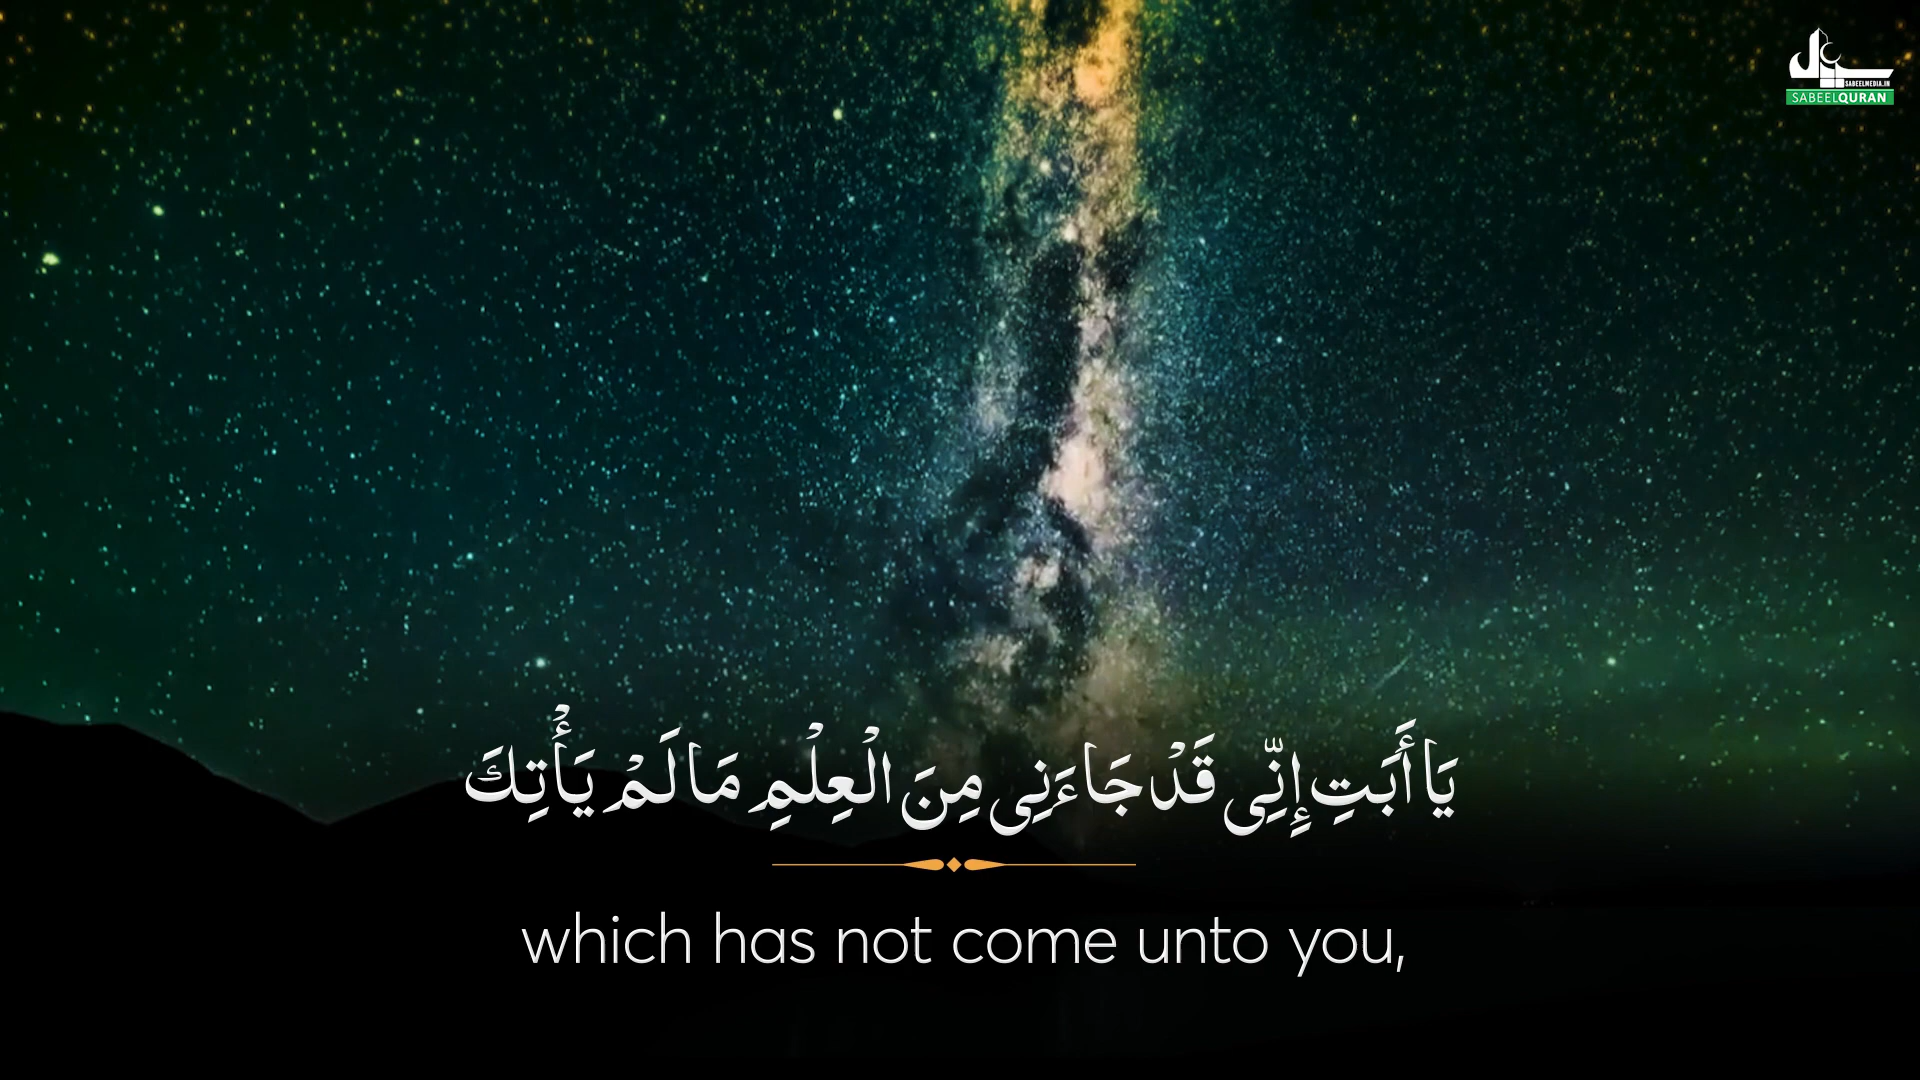 SABEELMEDIA.IN
SABEELQURAN
يَا أَبَتِ إِنِّي قَدْ جَاءَنِي مِنَ الْعِلْمِ مَا لَمْ يَأْتِكَ
which has not come unto you,